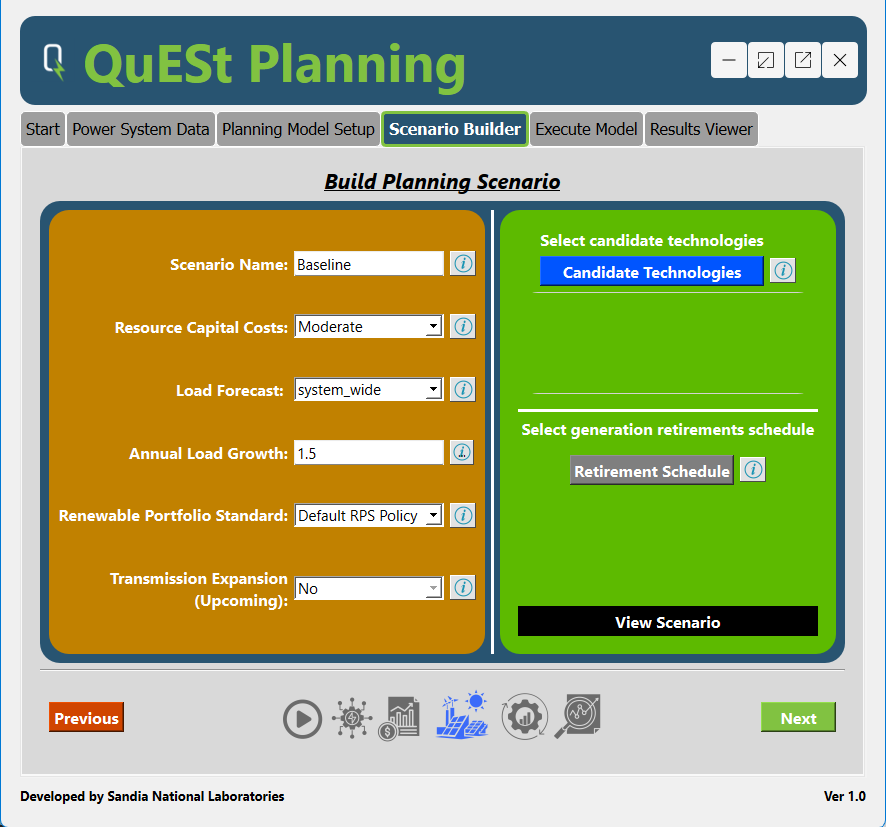 QuESt Planning
Start
Power System Data
Planning Model Setup
Scenario Builder
Execute Model
Results Viewer
Build Planning Scenario
Scenario Name:
Baseline
Resource Capital Costs:
Moderate
Load Forecast:
system_wide
Annual Load Growth:
1.5
Renewable Portfolio Standard:
Default RPS Policy
Transmission Expansion
(Upcoming):
No
Select candidate technologies
Candidate Technologies
Select generation retirements schedule
Retirement Schedule
View Scenario
Previous
Next
Developed by Sandia National Laboratories
Ver 1.0